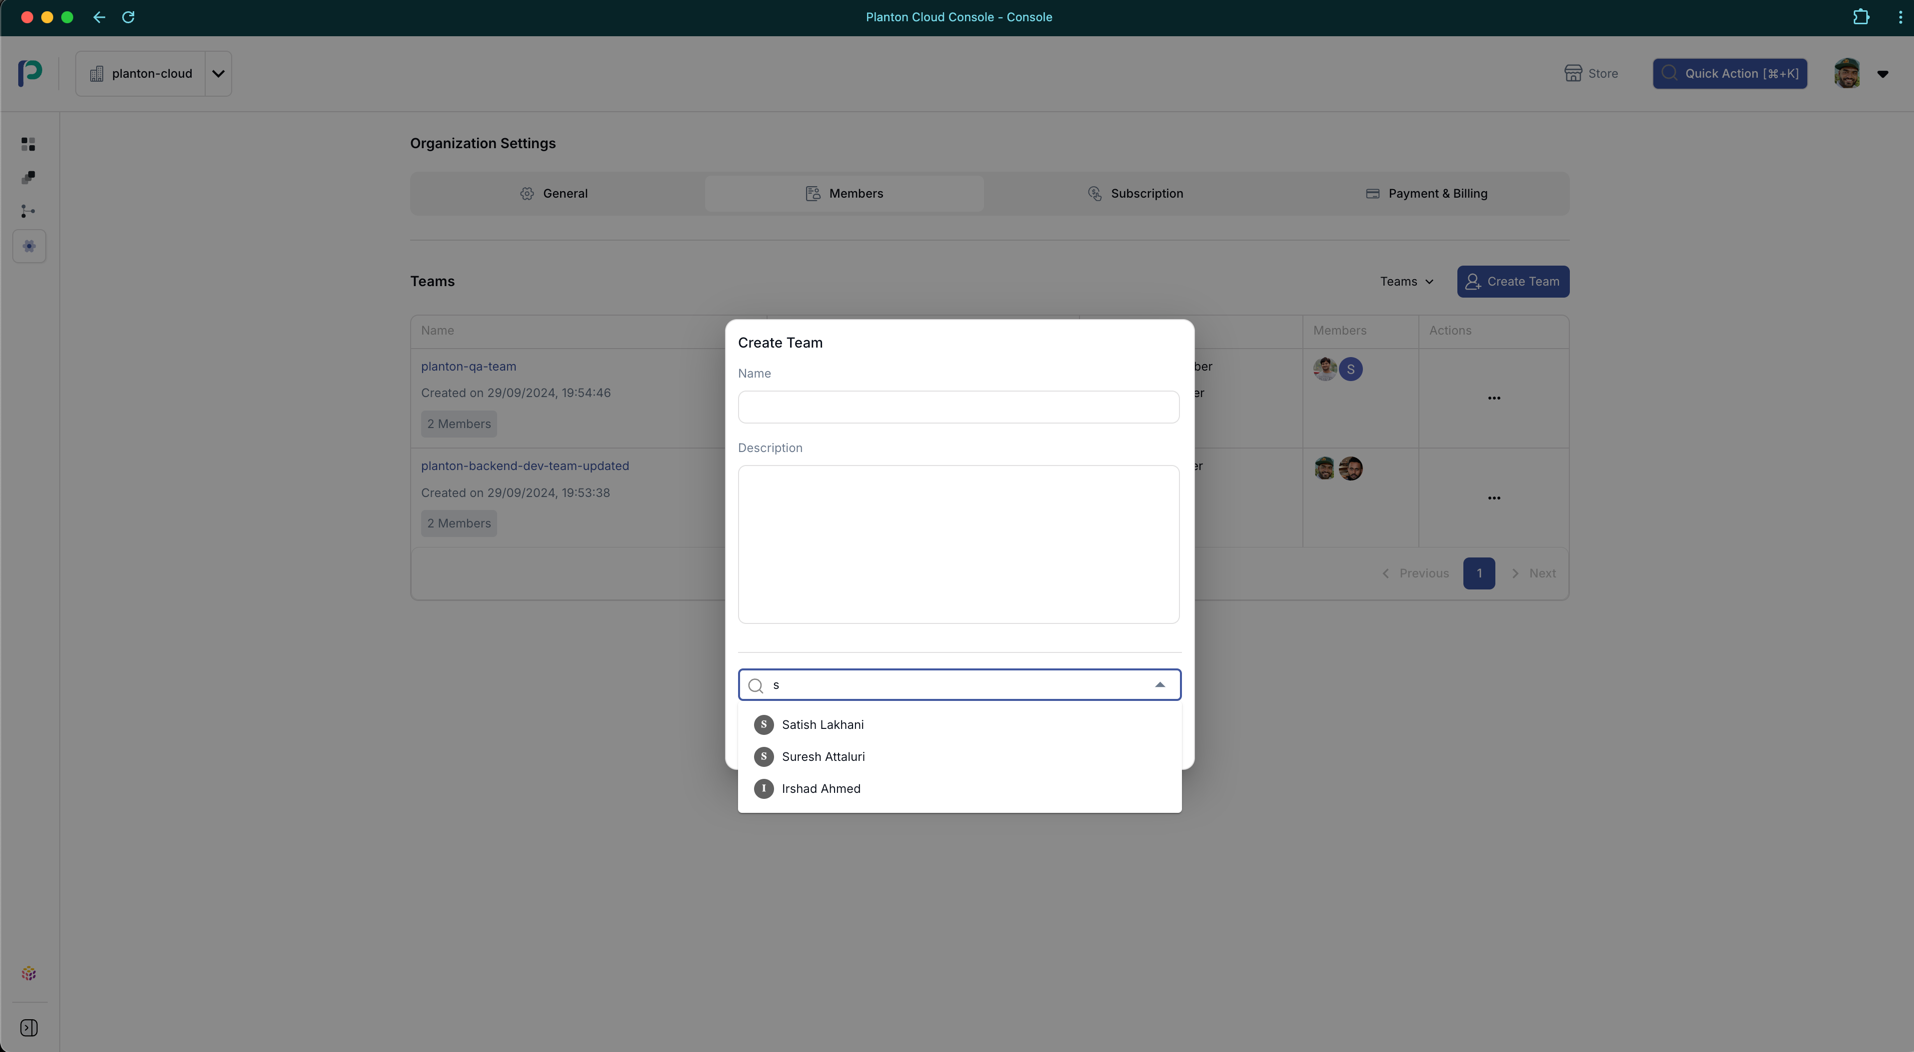 Planton Cloud Console - Console
planton-cloud
Store
Quick Action [⌘+K]
Organization Settings
General
Members
Subscription
Payment & Billing
Teams
Teams
Create Team
Name
Members
Actions
planton-qa-team
ber
S
Created on 29/09/2024, 19:54:46
er
2 Members
planton-backend-dev-team-updated
er
Created on 29/09/2024, 19:53:38
2 Members
Previous
1
Next
Create Team
Name
Description
s
S Satish Lakhani
S Suresh Attaluri
I Irshad Ahmed